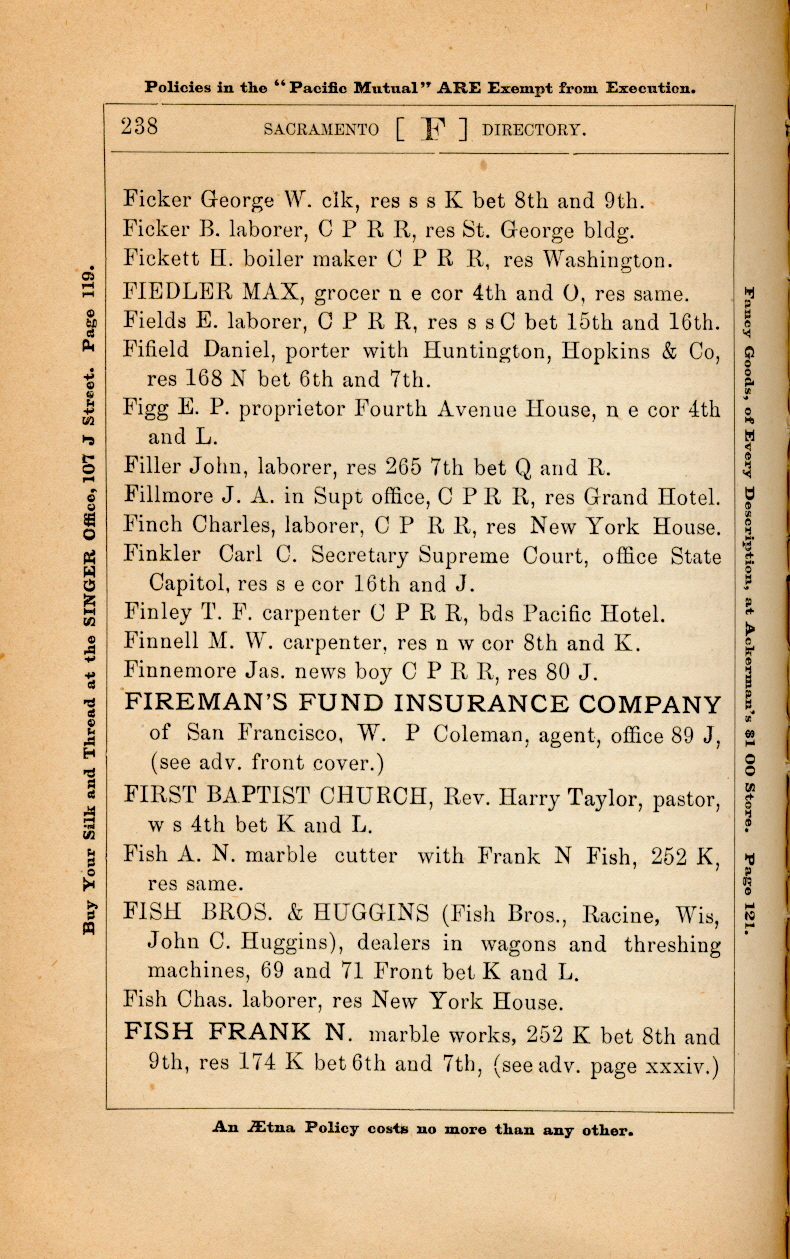 Policies in the “Pacific Mutual” ARE Exempt from Execution.
238 SACRAMENTO [ F ] DIRECTORY.
Ficker George W. clk, res s s K bet 8th and 9th.
Ficker B. laborer, C P R R, res St. George bldg.
Fickett H. boiler maker C P R R, res Washington.
FIEDLER MAX, grocer n e cor 4th and O, res same.
Fields E. laborer, C P R R, res s s C bet 15th and 16th.
Fifield Daniel, porter with Huntington, Hopkins & Co,
res 168 N bet 6th and 7th.
Figg E. P. proprietor Fourth Avenue House, n e cor 4th
and L.
Filler John, laborer, res 265 7th bet Q and R.
Fillmore J. A. in Supt office, C P R R, res Grand Hotel.
Finch Charles, laborer, C P R R, res New York House.
Finkler Carl C. Secretary Supreme Court, office State
Capitol, res s e cor 16th and J.
Finley T. F. carpenter C P R R, bds Pacific Hotel.
Finnell M. W. carpenter, res n w cor 8th and K.
Finnemore Jas. news boy C P R R, res 80 J.
FIREMAN’S FUND INSURANCE COMPANY
of San Francisco, W. P Coleman, agent, office 89 J,
(see adv. front cover.)
FIRST BAPTIST CHURCH, Rev. Harry Taylor, pastor,
w s 4th bet K and L.
Fish A. N. marble cutter with Frank N Fish, 252 K,
res same.
FISH BROS. & HUGGINS (Fish Bros., Racine, Wis,
John C. Huggins), dealers in wagons and threshing
machines, 69 and 71 Front bet K and L.
Fish Chas. laborer, res New York House.
FISH FRANK N. marble works, 252 K bet 8th and
9th, res 174 K bet 6th and 7th, (see adv. page xxxiv.)
An Ætna Policy costs no more than any other.
Buy Your Silk and Thread at the SINGER Office, 107 J Street. Page 119.
Fancy Goods, of Every Description, at Ackerman’s $1 00 Store. Page 121.